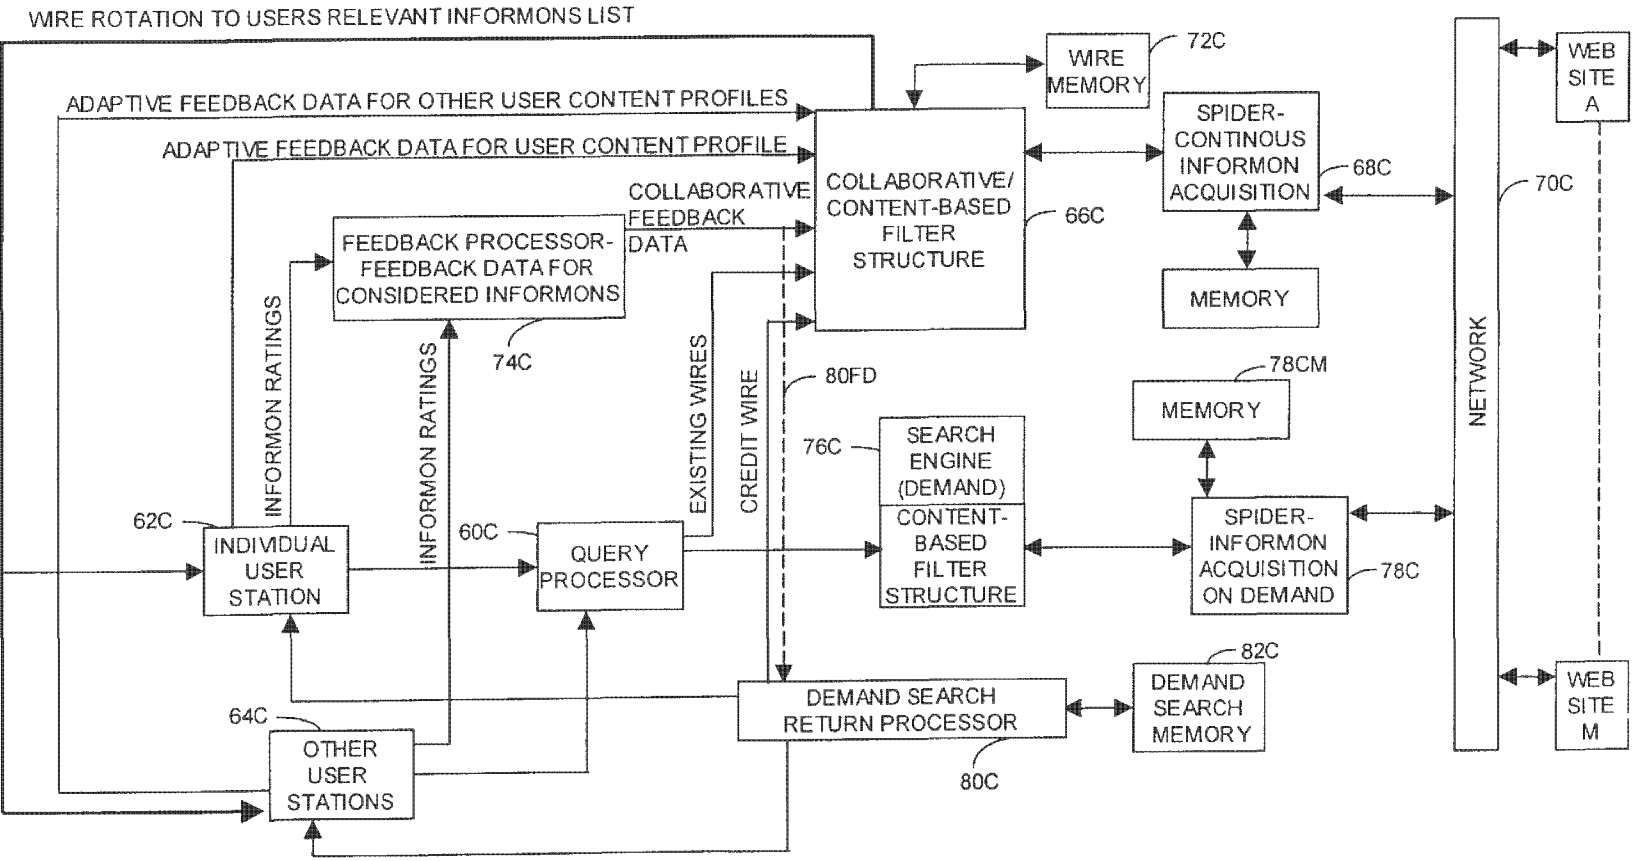 WIRE ROTATION TO USERS RELEVANT INFORMONS LIST
72C
WIRE
MEMORY
WEB
SITE
A
ADAPTIVE FEEDBACK DATA FOR OTHER USER CONTENT PROFILES
ADAPTIVE FEEDBACK DATA FOR USER CONTENT PROFILE
SPIDER-
CONTINOUS
INFORMON
ACQUISITION
68C
70C
COLLABORATIVE
FEEDBACK
DATA
COLLABORATIVE/
CONTENT-BASED
FILTER
STRUCTURE
66C
FEEDBACK PROCESSOR-
FEEDBACK DATA FOR
CONSIDERED INFORMONS
74C
MEMORY
INFORMON RATINGS
INFORMON RATINGS
EXISTING WIRES
CREDIT WIRE
80FD
78CM
MEMORY
NETWORK
76C
SEARCH
ENGINE
(DEMAND)
CONTENT-
BASED
FILTER
STRUCTURE
62C
INDIVIDUAL
USER
STATION
60C
QUERY
PROCESSOR
SPIDER-
INFORMON
ACQUISITION
ON DEMAND
78C
82C
DEMAND
SEARCH
MEMORY
WEB
SITE
M
DEMAND SEARCH
RETURN PROCESSOR
80C
64C
OTHER
USER
STATIONS